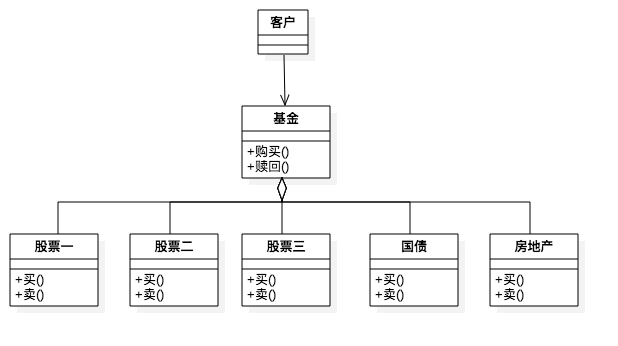 客户
基金
+购买()
+赎回()
股票一
+买()
+卖()
股票二
+买()
+卖()
股票三
+买()
+卖()
国债
+买()
+卖()
房地产
+买()
+卖()